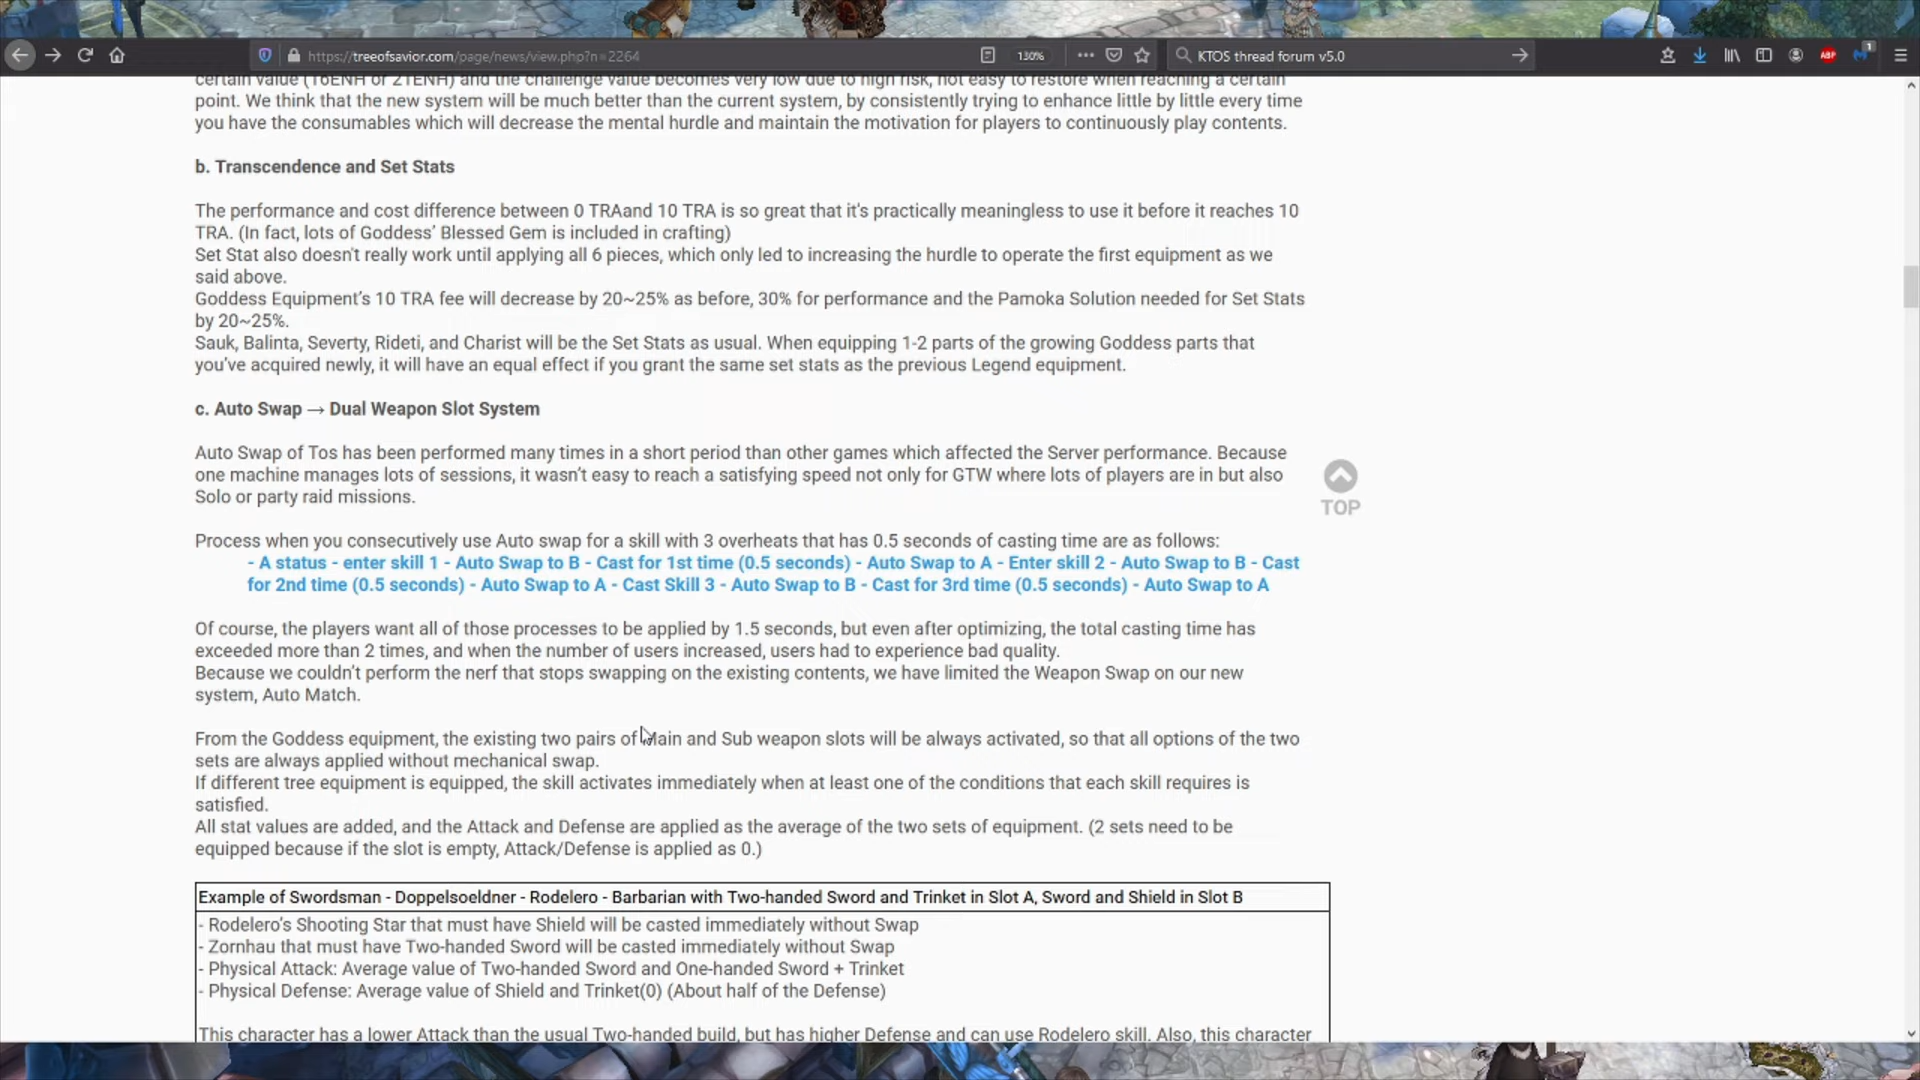 https://treeofsavior.com/page/news/view.php?n=2264
130%
KTOS thread forum v5.0
ABP
1
certain value (16ENH or 21ENH) and the challenge value becomes very low due to high risk, not easy to restore when reaching a certain
point. We think that the new system will be much better than the current system, by consistently trying to enhance little by little every time
you have the consumables which will decrease the mental hurdle and maintain the motivation for players to continuously play contents.
b. Transcendence and Set Stats
The performance and cost difference between 0 TRAand 10 TRA is so great that it's practically meaningless to use it before it reaches 10
TRA. (In fact, lots of Goddess’ Blessed Gem is included in crafting)
Set Stat also doesn't really work until applying all 6 pieces, which only led to increasing the hurdle to operate the first equipment as we
said above.
Goddess Equipment’s 10 TRA fee will decrease by 20~25% as before, 30% for performance and the Pamoka Solution needed for Set Stats
by 20~25%.
Sauk, Balinta, Severty, Rideti, and Charist will be the Set Stats as usual. When equipping 1-2 parts of the growing Goddess parts that
you’ve acquired newly, it will have an equal effect if you grant the same set stats as the previous Legend equipment.
c. Auto Swap → Dual Weapon Slot System
Auto Swap of Tos has been performed many times in a short period than other games which affected the Server performance. Because
one machine manages lots of sessions, it wasn’t easy to reach a satisfying speed not only for GTW where lots of players are in but also
Solo or party raid missions.
TOP
Process when you consecutively use Auto swap for a skill with 3 overheats that has 0.5 seconds of casting time are as follows:
- A status - enter skill 1 - Auto Swap to B - Cast for 1st time (0.5 seconds) - Auto Swap to A - Enter skill 2 - Auto Swap to B - Cast
for 2nd time (0.5 seconds) - Auto Swap to A - Cast Skill 3 - Auto Swap to B - Cast for 3rd time (0.5 seconds) - Auto Swap to A
Of course, the players want all of those processes to be applied by 1.5 seconds, but even after optimizing, the total casting time has
exceeded more than 2 times, and when the number of users increased, users had to experience bad quality.
Because we couldn’t perform the nerf that stops swapping on the existing contents, we have limited the Weapon Swap on our new
system, Auto Match.
From the Goddess equipment, the existing two pairs of Main and Sub weapon slots will be always activated, so that all options of the two
sets are always applied without mechanical swap.
If different tree equipment is equipped, the skill activates immediately when at least one of the conditions that each skill requires is
satisfied.
All stat values are added, and the Attack and Defense are applied as the average of the two sets of equipment. (2 sets need to be
equipped because if the slot is empty, Attack/Defense is applied as 0.)
Example of Swordsman - Doppelsoeldner - Rodelero - Barbarian with Two-handed Sword and Trinket in Slot A, Sword and Shield in Slot B
- Rodelero’s Shooting Star that must have Shield will be casted immediately without Swap
- Zornhau that must have Two-handed Sword will be casted immediately without Swap
- Physical Attack: Average value of Two-handed Sword and One-handed Sword + Trinket
- Physical Defense: Average value of Shield and Trinket(0) (About half of the Defense)
This character has a lower Attack than the usual Two-handed build, but has higher Defense and can use Rodelero skill. Also, this character